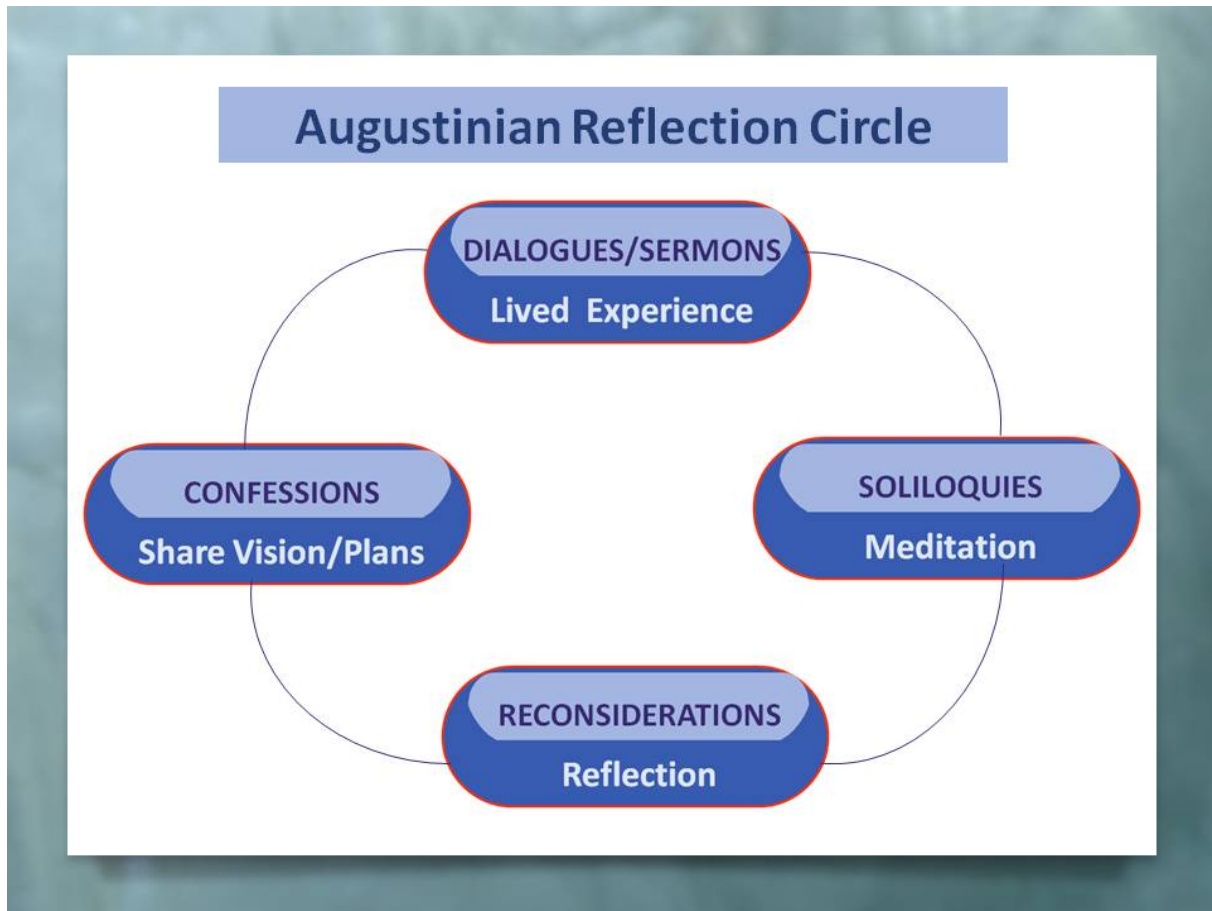 Augustinian Reflection Circle
DIALOGUES/SERMONS
Lived Experience
CONFESSIONS
Share Vision/Plans
SOLILOQUIES
Meditation
RECONSIDERATIONS
Reflection